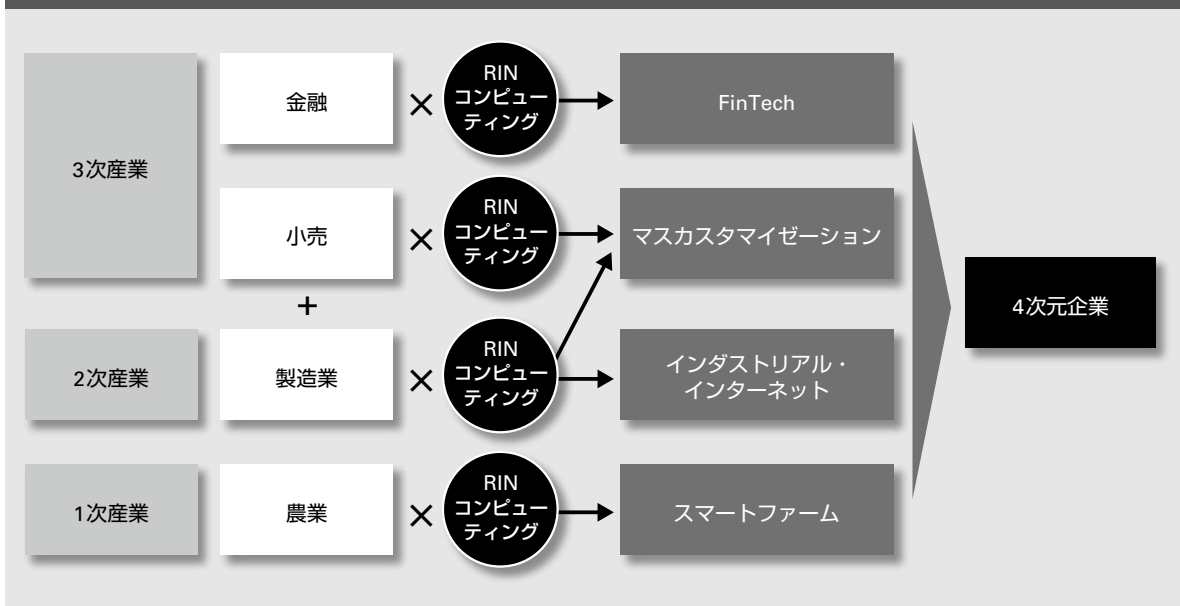 3次産業
金融
×
RIN
コンピュー
ティング
FinTech
小売
×
RIN
コンピュー
ティング
マスカスタマイゼーション
+
2次産業
製造業
×
RIN
コンピュー
ティング
インダストリアル・
インターネット
1次産業
農業
×
RIN
コンピュー
ティング
スマートファーム
4次元企業